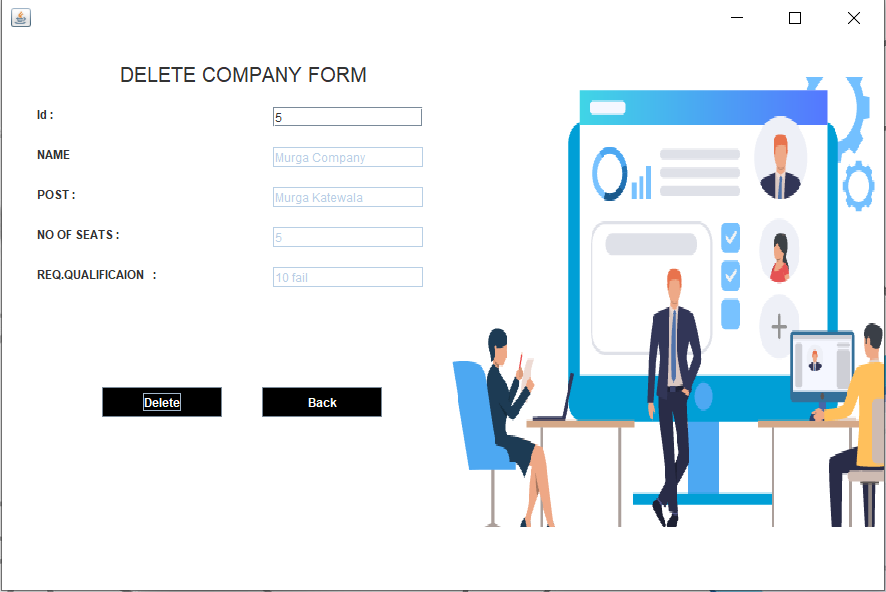 DELETE COMPANY FORM
Id : 5
NAME Murga Company
POST : Murga Katewala
NO OF SEATS : 5
REQ.QUALIFICAION : 10 fail
Delete Back